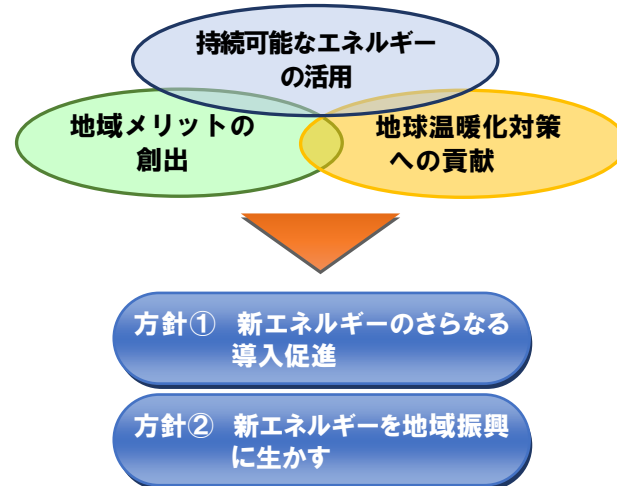 持続可能なエネルギー
の活用
地域メリットの
創出
地球温暖化対策
への貢献
方針① 新エネルギーのさらなる
導入促進
方針② 新エネルギーを地域振興
に生かす